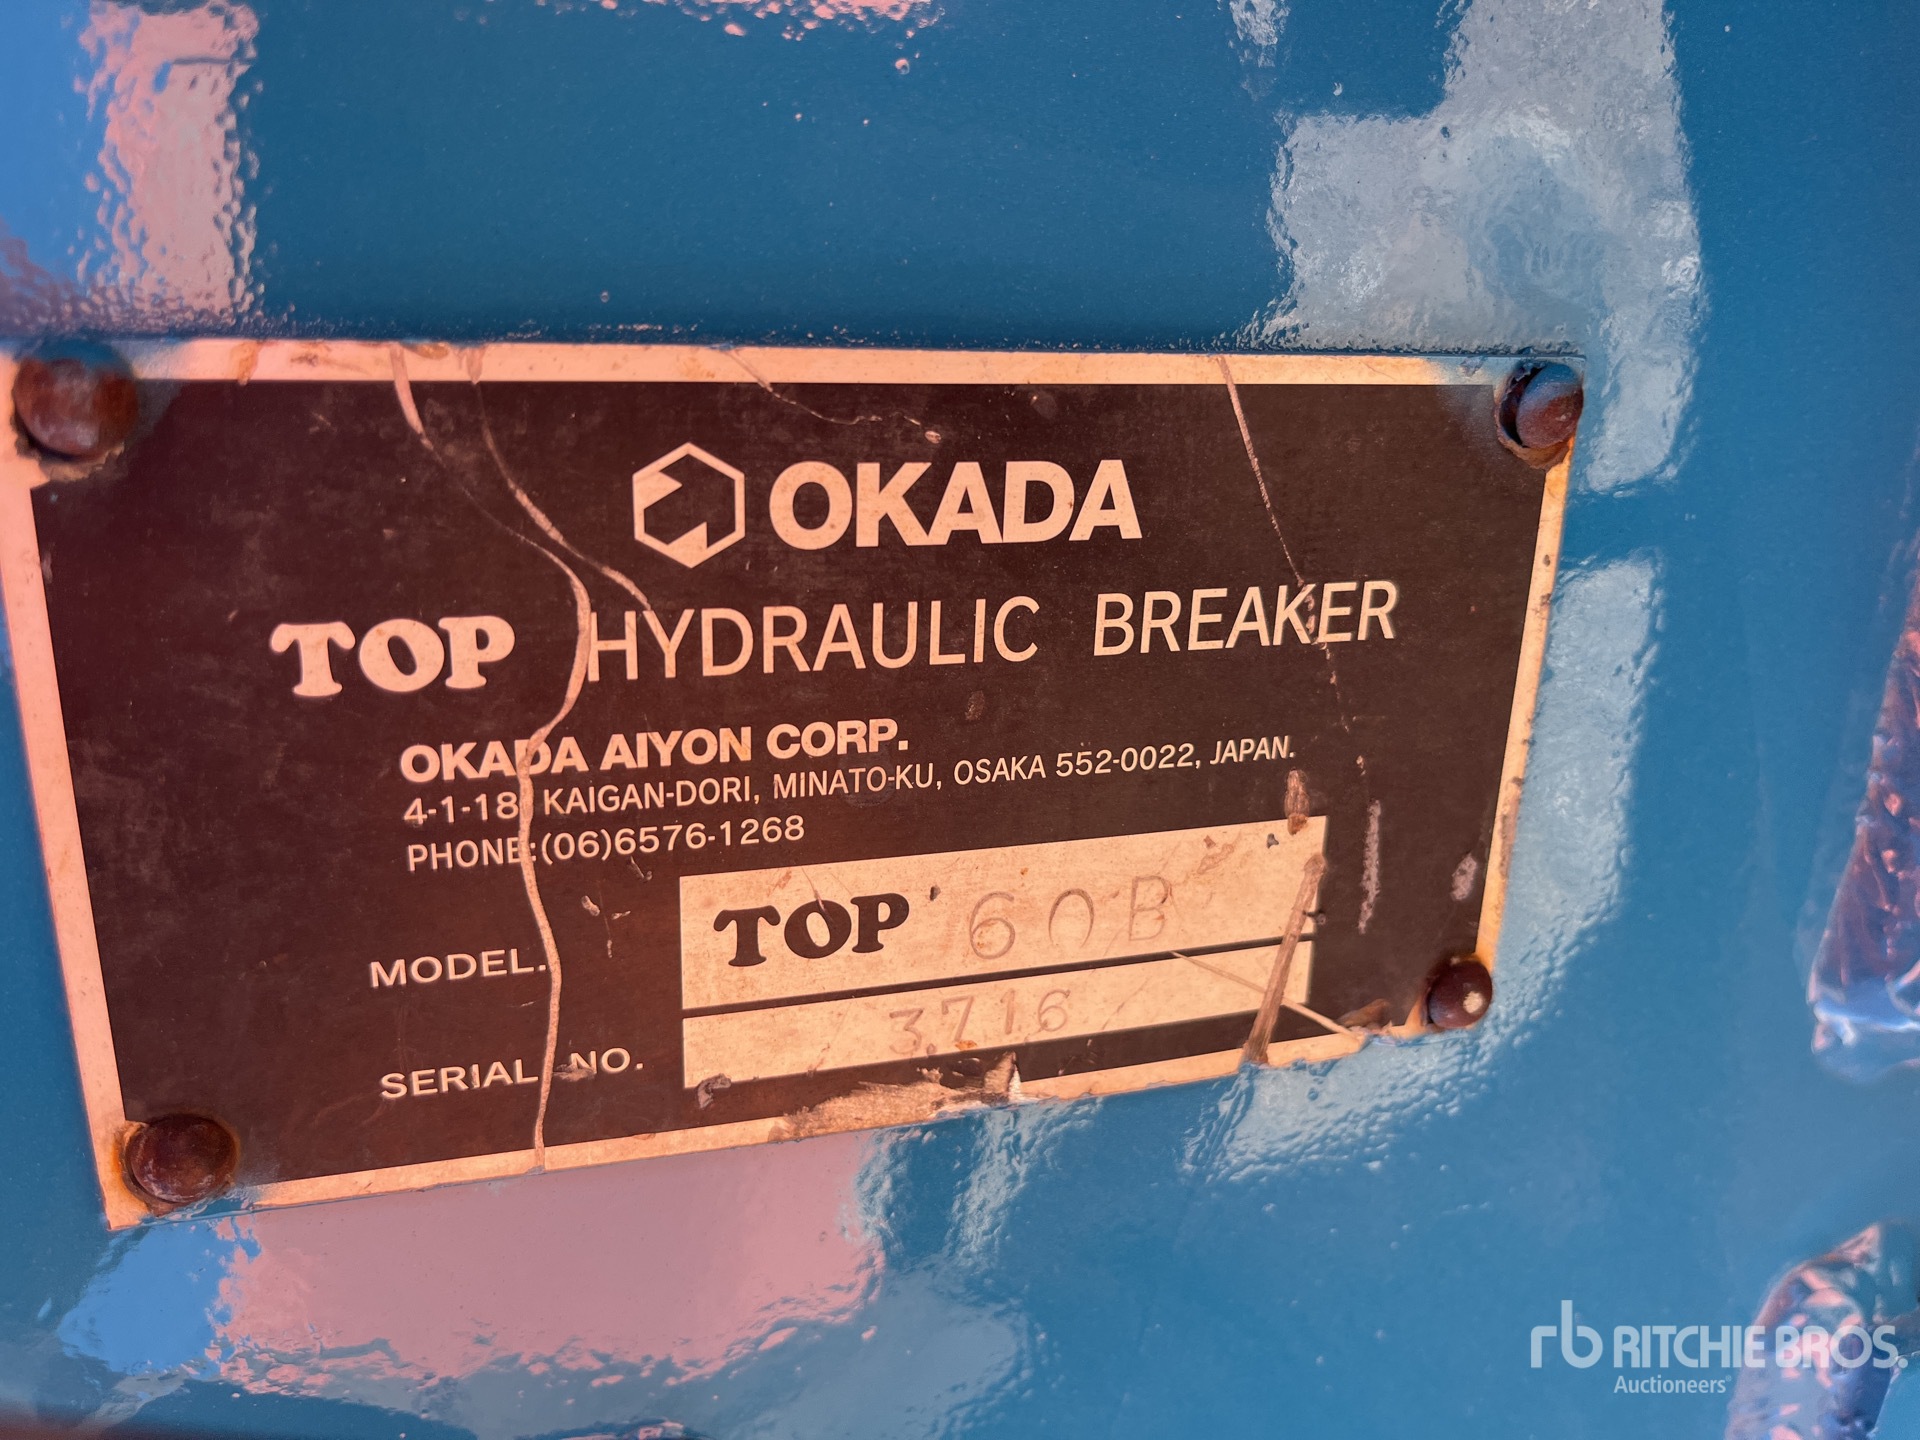 OKADA
TOP HYDRAULIC BREAKER
OKADA AIYON CORP.
4-1-18, KAIGAN-DORI, MINATO-KU, OSAKA 552-0022, JAPAN.
PHONE:(06)6576-1268
MODEL. TOP 60B
SERIAL NO. 3716
rb RITCHIE BROS.
Auctioneers